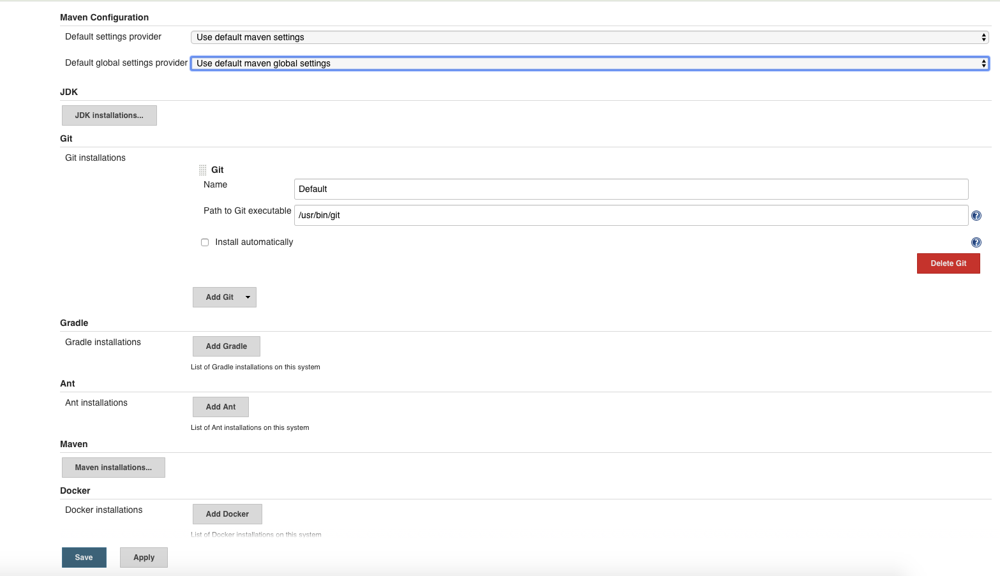 Maven Configuration
Default settings provider
Use default maven settings
Default global settings provider
Use default maven global settings
JDK
JDK installations...
Git
Git installations
Git
Name
Default
Path to Git executable
/usr/bin/git
?
Install automatically
?
Delete Git
Add Git
Gradle
Gradle installations
Add Gradle
List of Gradle installations on this system
Ant
Ant installations
Add Ant
List of Ant installations on this system
Maven
Maven installations...
Docker
Docker installations
Add Docker
List of Docker installations on this system
Save
Apply